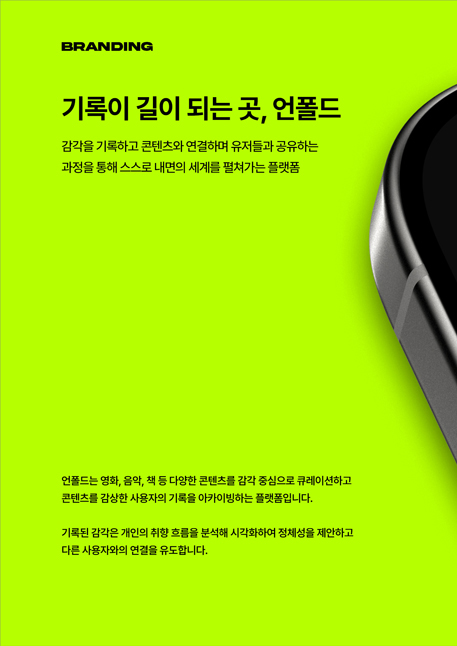 BRANDING
기록이 길이 되는 곳, 언폴드
감각을 기록하고 콘텐츠와 연결하며 유저들과 공유하는
과정을 통해 스스로 내면의 세계를 펼쳐가는 플랫폼
언폴드는 영화, 음악, 책 등 다양한 콘텐츠를 감각 중심으로 큐레이션하고
콘텐츠를 감상한 사용자의 기록을 아카이빙하는 플랫폼입니다.
기록된 감각은 개인의 취향 흐름을 분석해 시각화하여 정체성을 제안하고
다른 사용자와의 연결을 유도합니다.